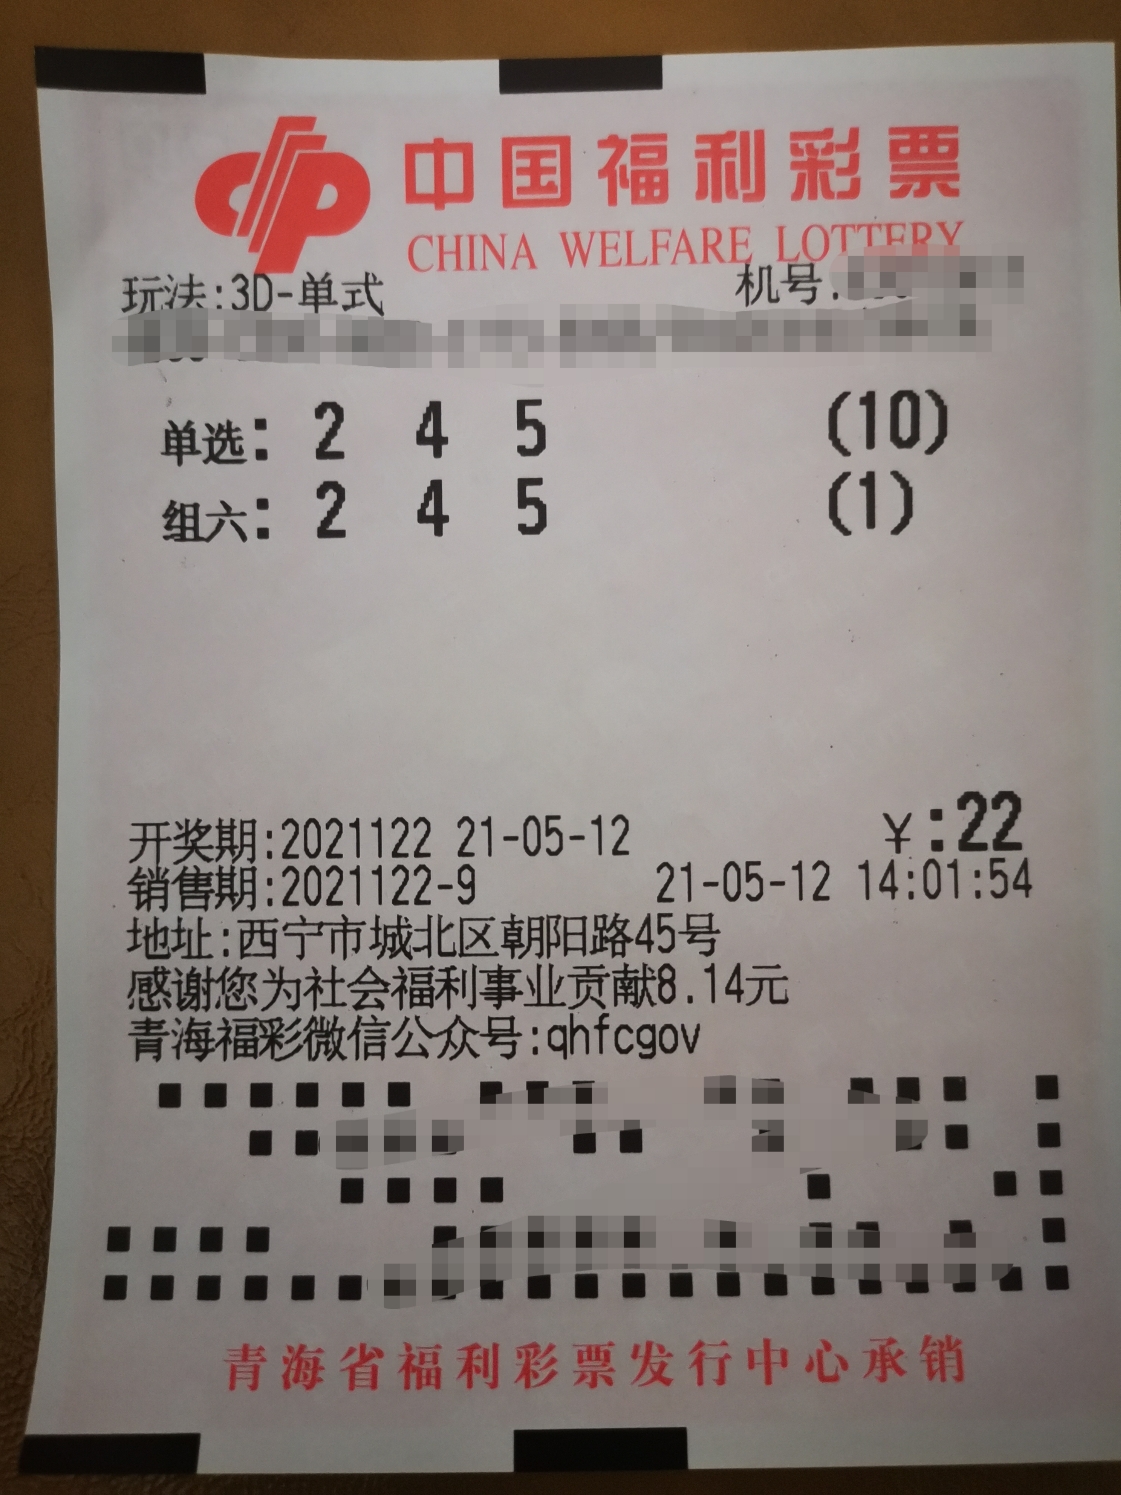 中国福利彩票
CHINA WELFARE LOTTERY
玩法:3D-单式 机号:
单选: 2 4 5 (10)
组六: 2 4 5 (1)
¥:22
开奖期:2021122 21-05-12
销售期:2021122-9 21-05-12 14:01:54
地址:西宁市城北区朝阳路45号
感谢您为社会福利事业贡献8.14元
青海福彩微信公众号:qhfcgov
青海省福利彩票发行中心承销